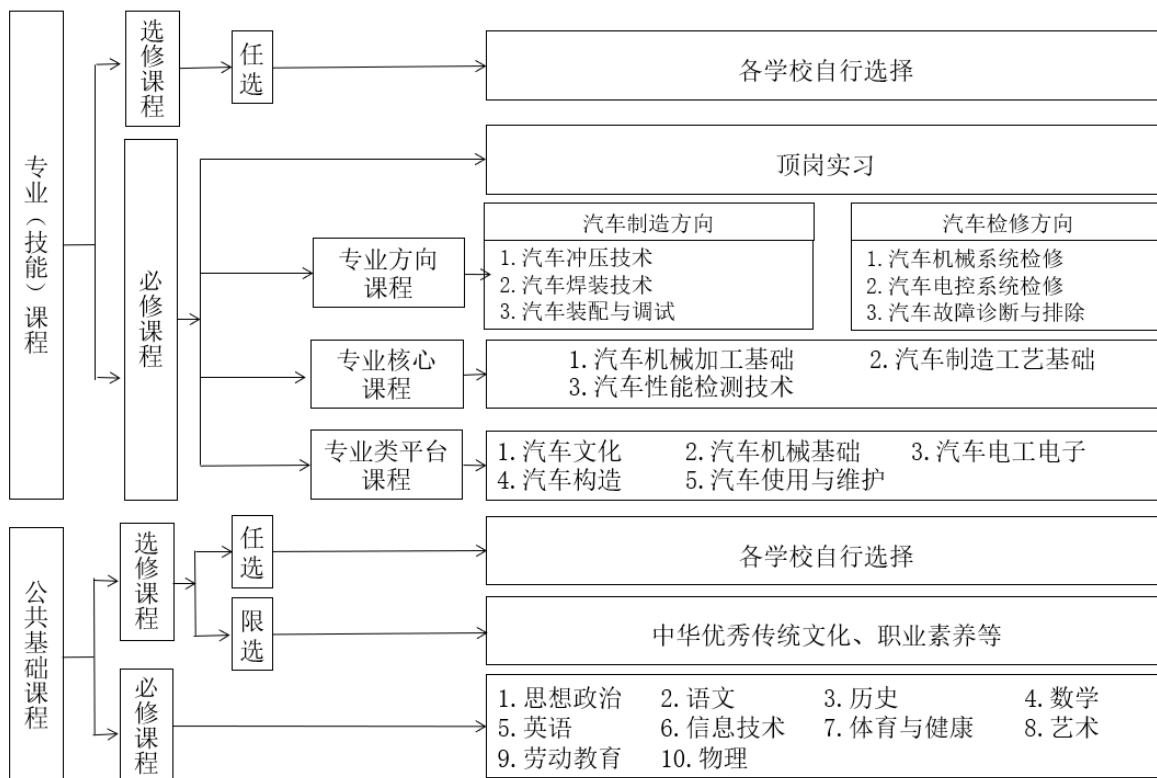 专业（技能）课程
选修课程
任选
各学校自行选择
必修课程
顶岗实习
专业方向
课程
汽车制造方向
1.汽车冲压技术
2.汽车焊装技术
3.汽车装配与调试
汽车检修方向
1.汽车机械系统检修
2.汽车电控系统检修
3.汽车故障诊断与排除
专业核心
课程
1.汽车机械加工基础 2.汽车制造工艺基础
3.汽车性能检测技术
专业类平台
课程
1.汽车文化 2.汽车机械基础 3.汽车电工电子
4.汽车构造 5.汽车使用与维护
公共基础课程
选修课程
任选
各学校自行选择
限选
中华优秀传统文化、职业素养等
必修课程
1.思想政治 2.语文 3.历史 4.数学
5.英语 6.信息技术 7.体育与健康 8.艺术
9.劳动教育 10.物理